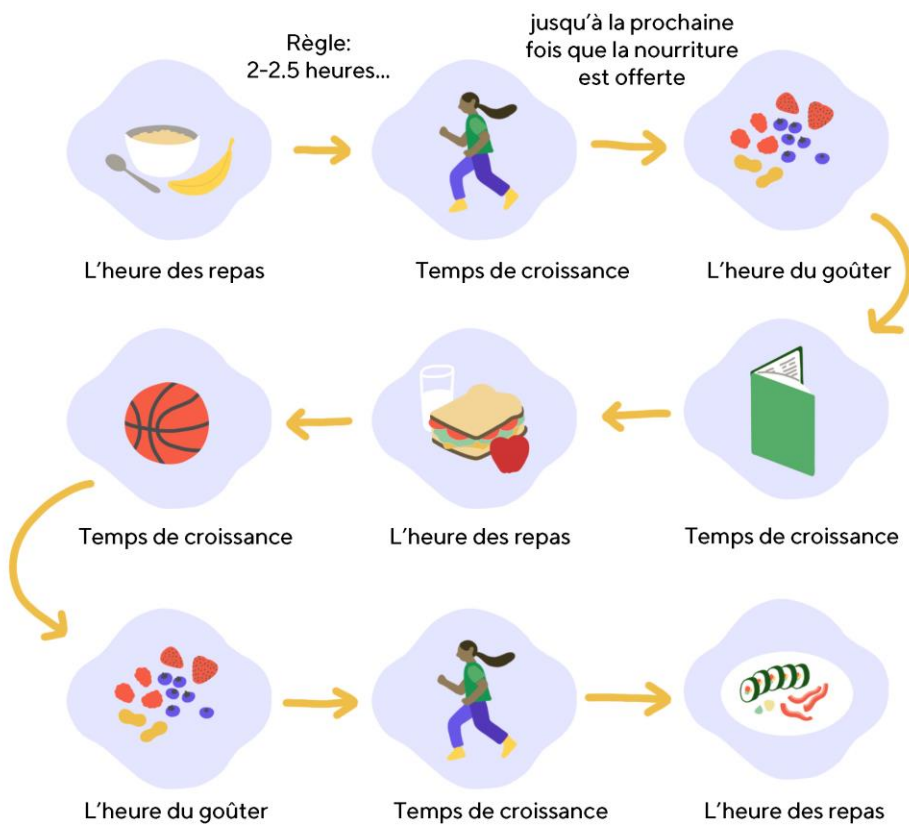 Règle:
2-2.5 heures...
jusqu'à la prochaine
fois que la nourriture
est offerte
L'heure des repas
Temps de croissance
L'heure du goûter
Temps de croissance
L'heure des repas
Temps de croissance
L'heure du goûter
Temps de croissance
L'heure des repas